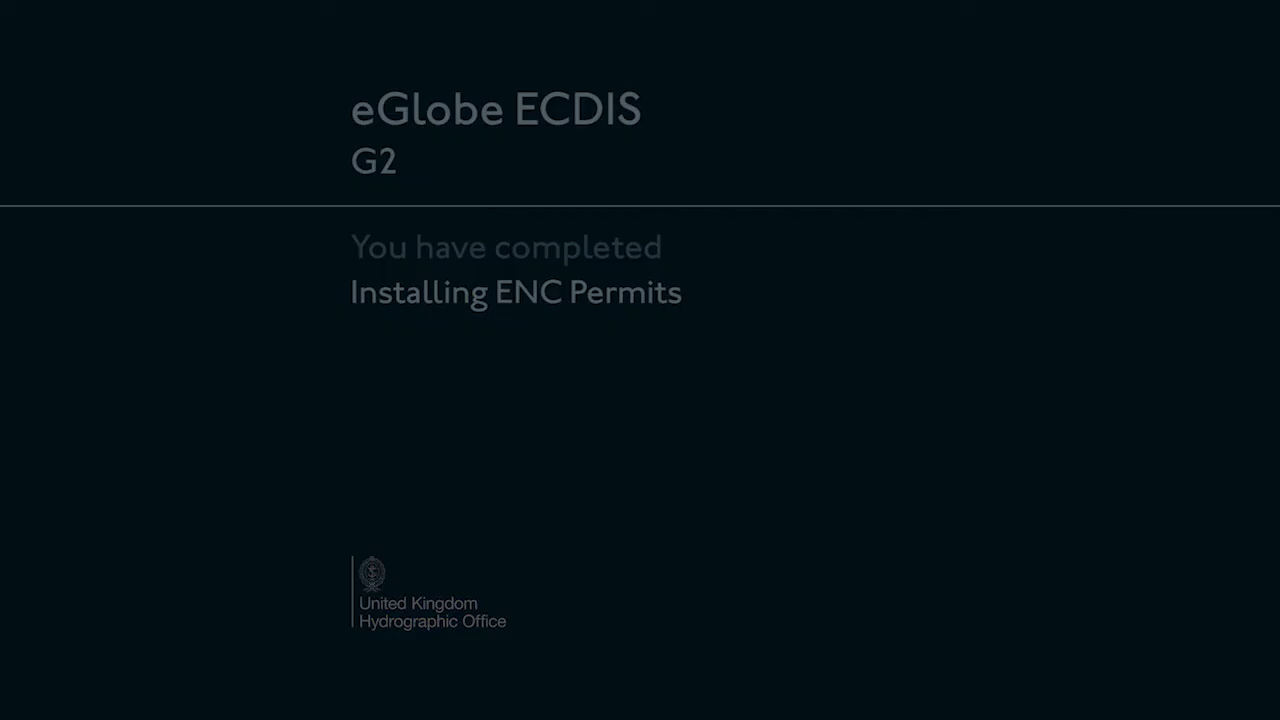 eGlobe ECDIS
G2
You have completed
Installing ENC Permits
United Kingdom
Hydrographic Office